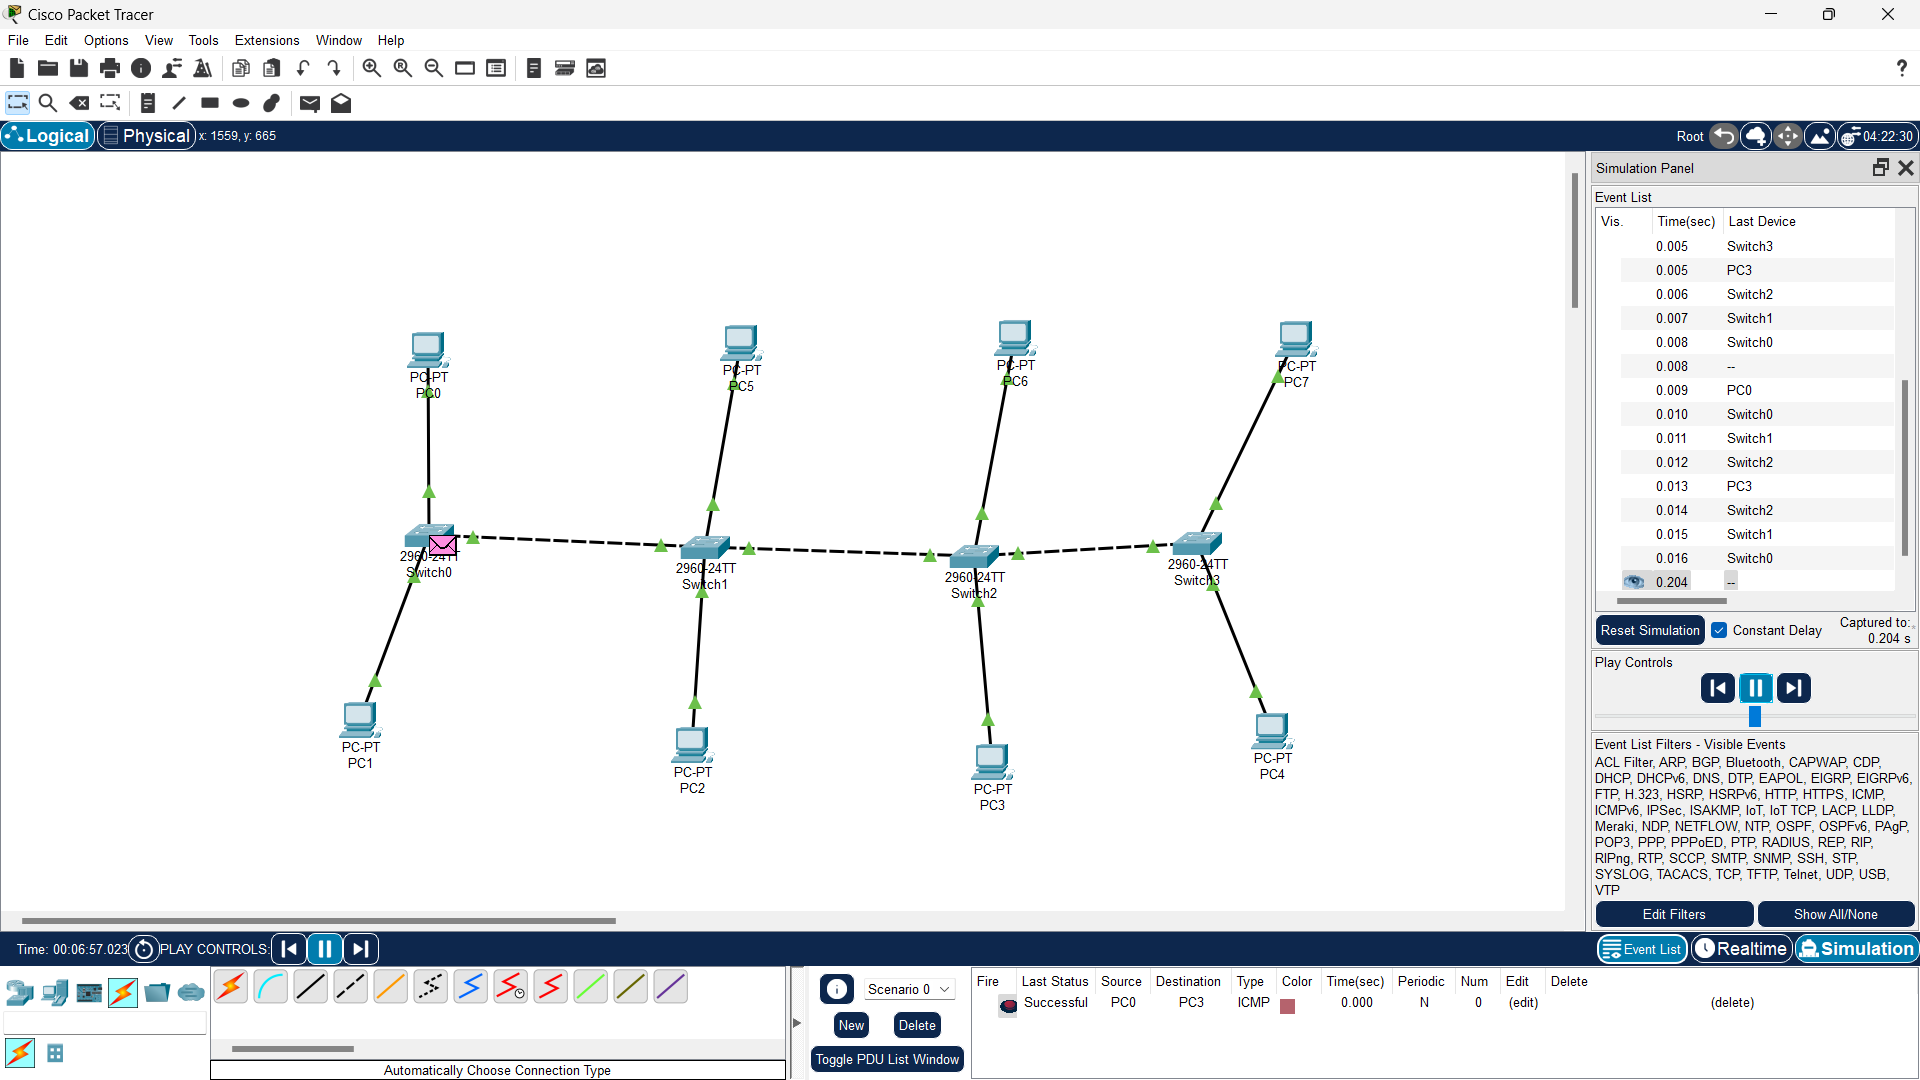 Cisco Packet Tracer
File Edit Options View Tools Extensions Window Help
?
Logical Physical x: 1559, y: 665 Root 04:22:30
Simulation Panel
Event List
Vis. Time(sec) Last Device
0.005 Switch3
0.005 PC3
0.006 Switch2
0.007 Switch1
0.008 Switch0
0.008 --
0.009 PC0
0.010 Switch0
0.011 Switch1
0.012 Switch2
0.013 PC3
0.014 Switch2
0.015 Switch1
0.016 Switch0
0.204 --
Reset Simulation Constant Delay Captured to:
0.204 s
Play Controls
Event List Filters - Visible Events
ACL Filter, ARP, BGP, Bluetooth, CAPWAP, CDP,
DHCP, DHCPv6, DNS, DTP, EAPOL, EIGRP, EIGRPv6,
FTP, H.323, HSRP, HSRPv6, HTTP, HTTPS, ICMP,
ICMPv6, IPSec, ISAKMP, IoT, IoT TCP, LACP, LLDP,
Meraki, NDP, NETFLOW, NTP, OSPF, OSPFv6, PAgP,
POP3, PPP, PPPoED, PTP, RADIUS, REP, RIP,
RIPng, RTP, SCCP, SMTP, SNMP, SSH, STP,
SYSLOG, TACACS, TCP, TFTP, Telnet, UDP, USB,
VTP
Edit Filters Show All/None
PC-PT
PC0
PC-PT
PC5
PC-PT
PC6
PC-PT
PC7
2960-24TT
Switch0
2960-24TT
Switch1
2960-24TT
Switch2
2960-24TT
Switch3
PC-PT
PC1
PC-PT
PC2
PC-PT
PC3
PC-PT
PC4
Time: 00:06:57.023 PLAY CONTROLS: Event List Realtime Simulation
Automatically Choose Connection Type
Scenario 0
New Delete
Toggle PDU List Window
Fire Last Status Source Destination Type Color Time(sec) Periodic Num Edit Delete
Successful PC0 PC3 ICMP 0.000 N 0 (edit) (delete)